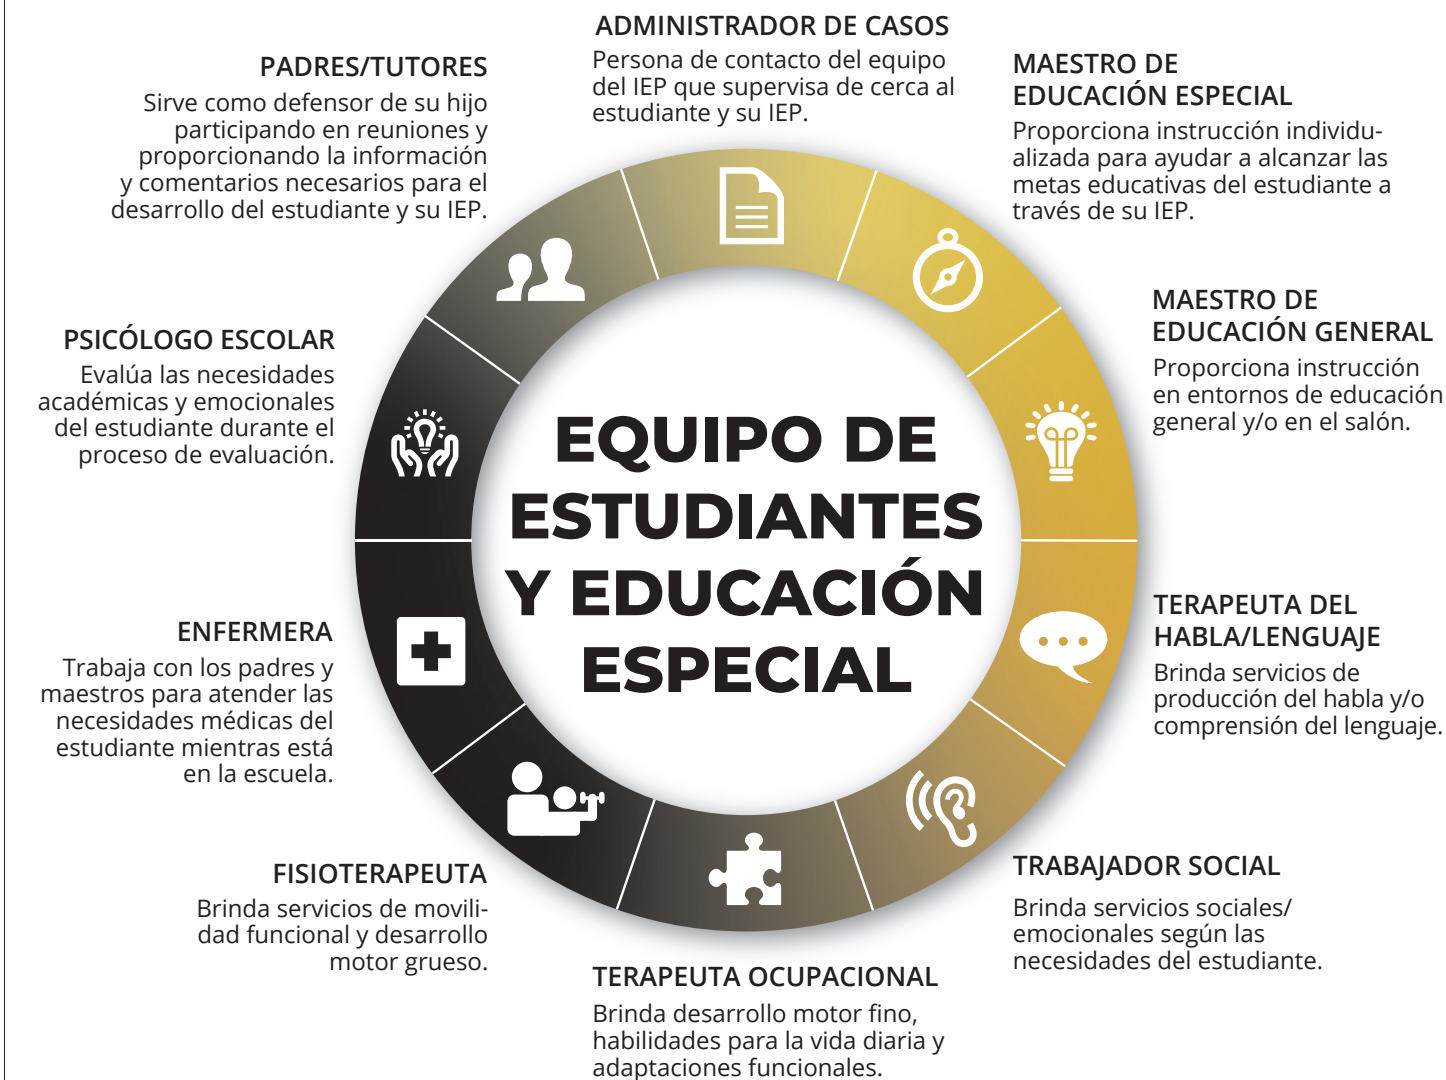 ADMINISTRADOR DE CASOS
Persona de contacto del equipo
del IEP que supervisa de cerca al
estudiante y su IEP.
MAESTRO DE
EDUCACIÓN ESPECIAL
Proporciona instrucción individu-
alizada para ayudar a alcanzar las
metas educativas del estudiante a
través de su IEP.
MAESTRO DE
EDUCACIÓN GENERAL
Proporciona instrucción
en entornos de educación
general y/o en el salón.
TERAPEUTA DEL
HABLA/LENGUAJE
Brinda servicios de
producción del habla y/o
comprensión del lenguaje.
TRABAJADOR SOCIAL
Brinda servicios sociales/
emocionales según las
necesidades del estudiante.
TERAPEUTA OCUPACIONAL
Brinda desarrollo motor fino,
habilidades para la vida diaria y
adaptaciones funcionales.
FISIOTERAPEUTA
Brinda servicios de movili-
dad funcional y desarrollo
motor grueso.
ENFERMERA
Trabaja con los padres y
maestros para atender las
necesidades médicas del
estudiante mientras está
en la escuela.
PSICÓLOGO ESCOLAR
Evalúa las necesidades
académicas y emocionales
del estudiante durante el
proceso de evaluación.
PADRES/TUTORES
Sirve como defensor de su hijo
participando en reuniones y
proporcionando la información
y comentarios necesarios para el
desarrollo del estudiante y su IEP.
EQUIPO DE
ESTUDIANTES
Y EDUCACIÓN
ESPECIAL